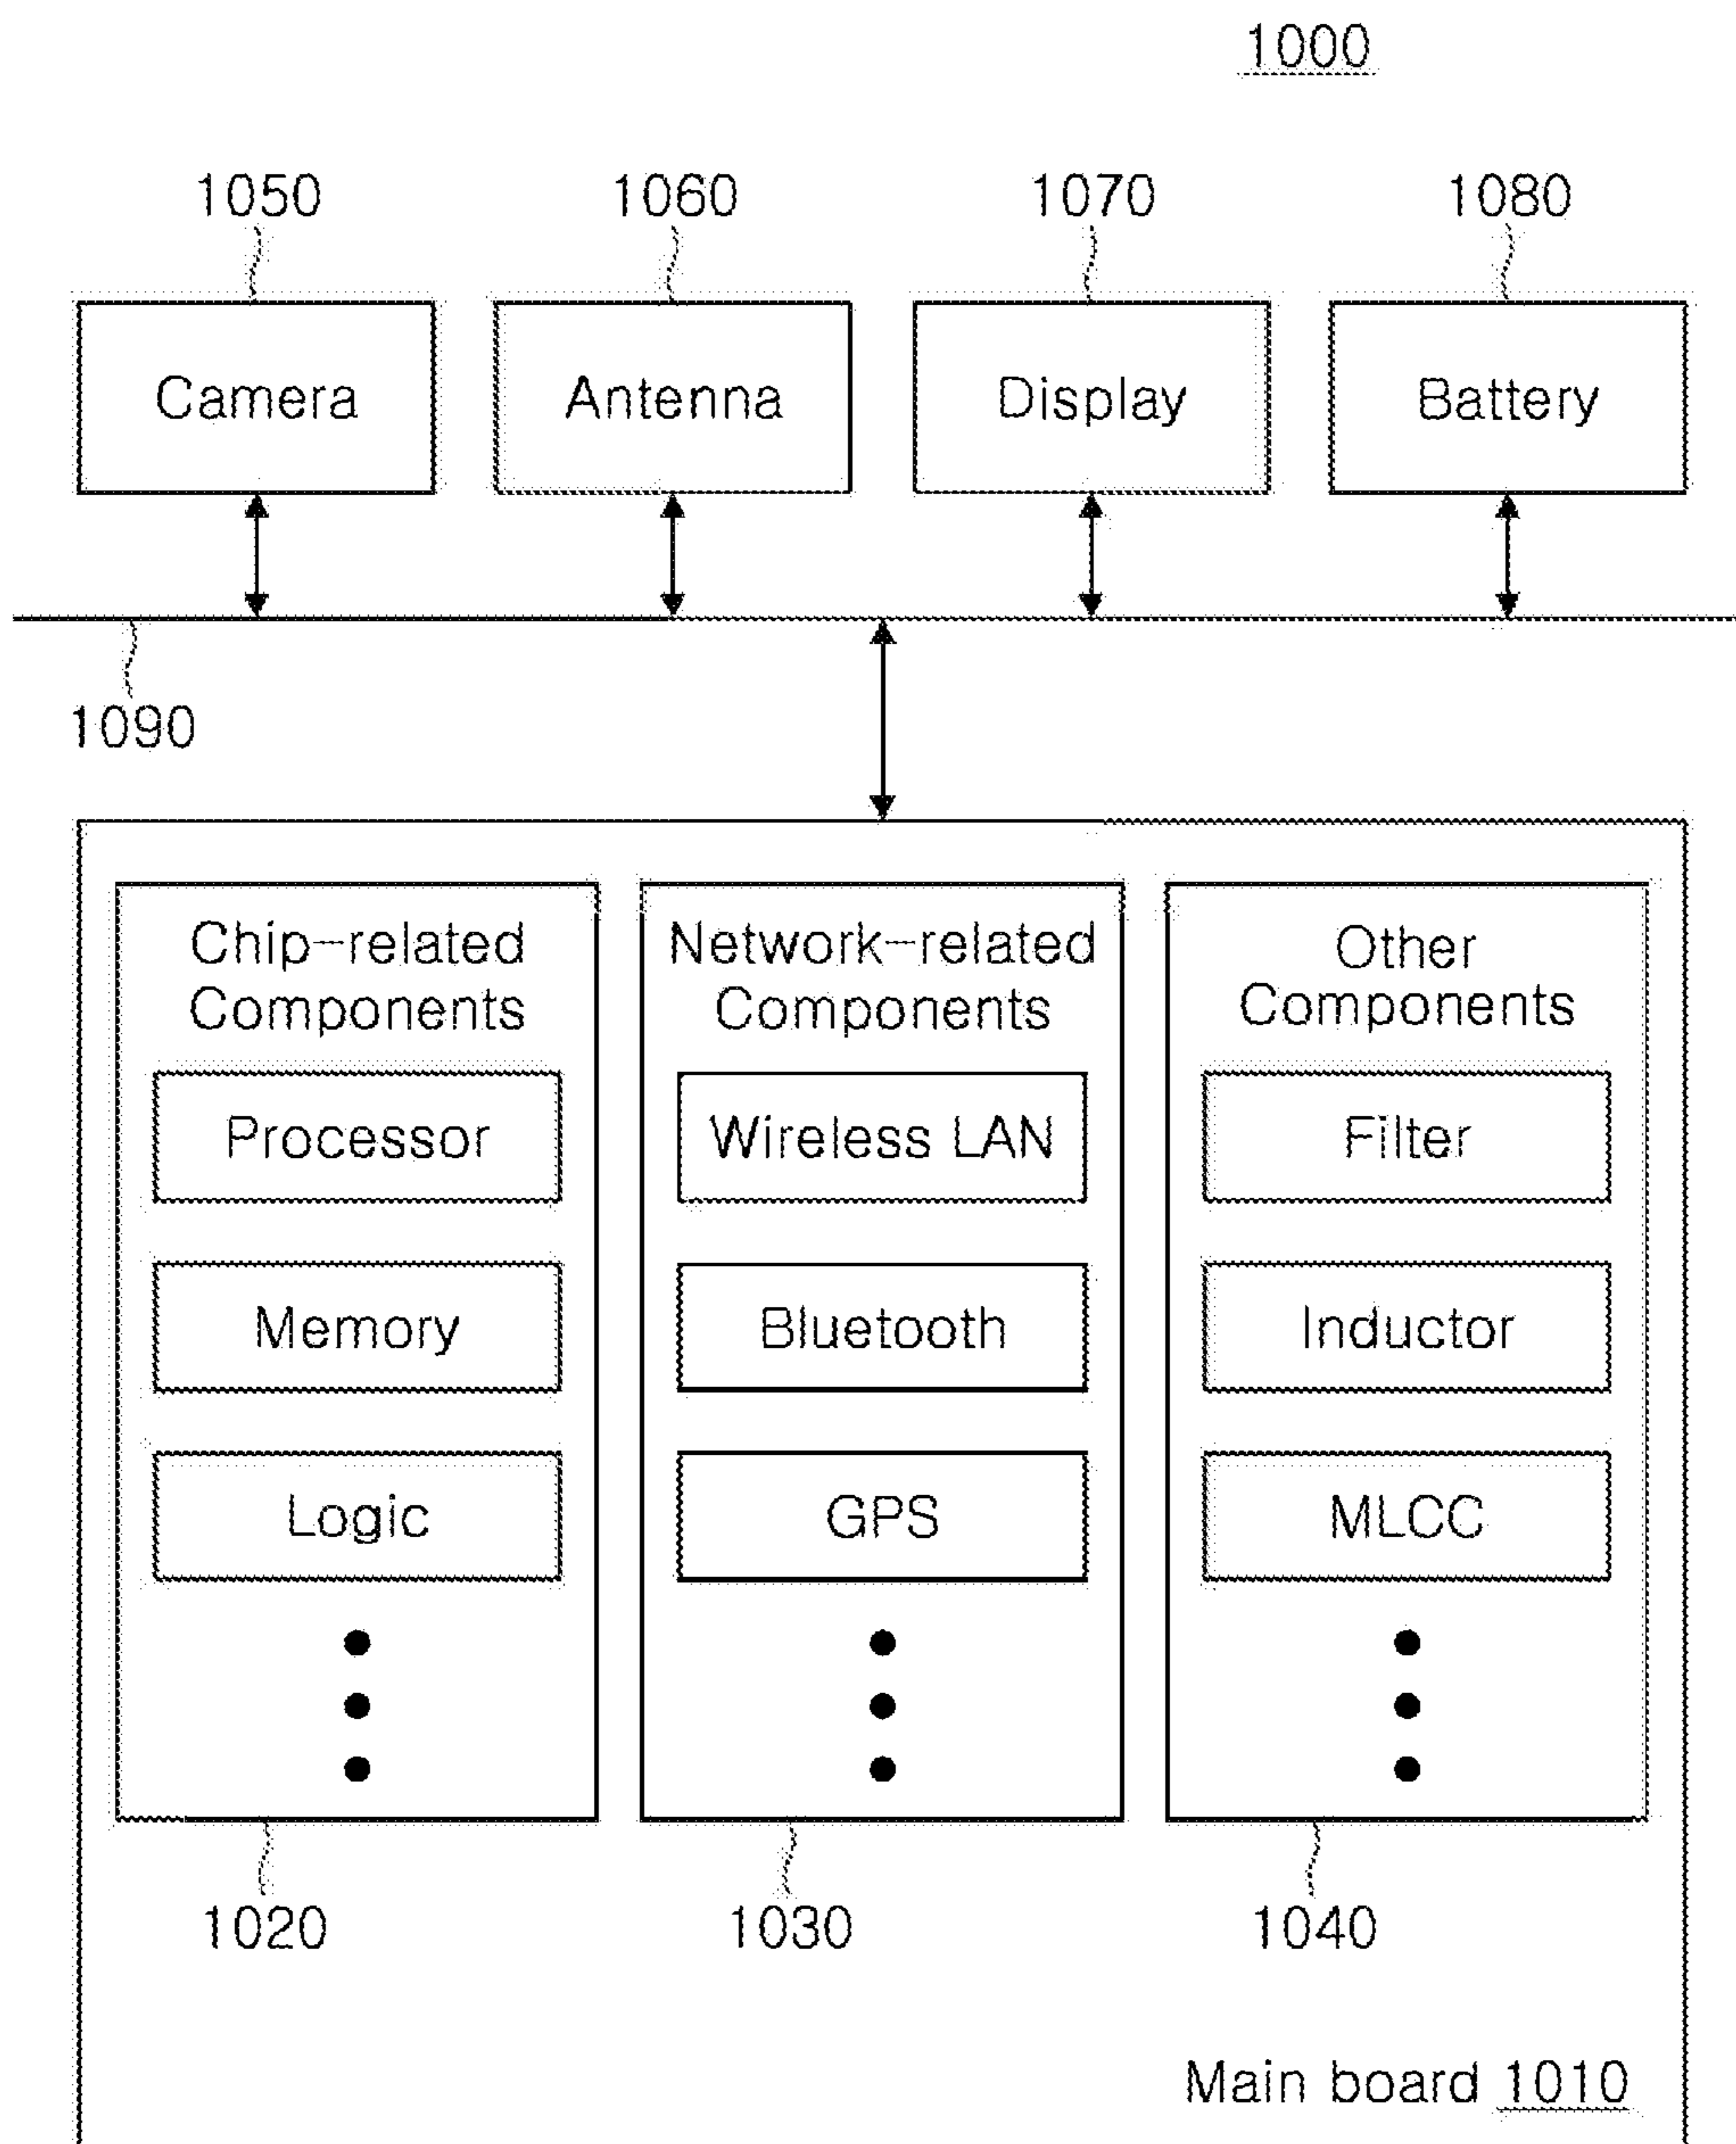 1000
1050
1060
1070
1080
Camera
Antenna
Display
Battery
1090
Chip-related
Components
Processor
Memory
Logic
1020
Network-related
Components
Wireless LAN
Bluetooth
GPS
1030
Other
Components
Filter
Inductor
MLCC
1040
Main board 1010